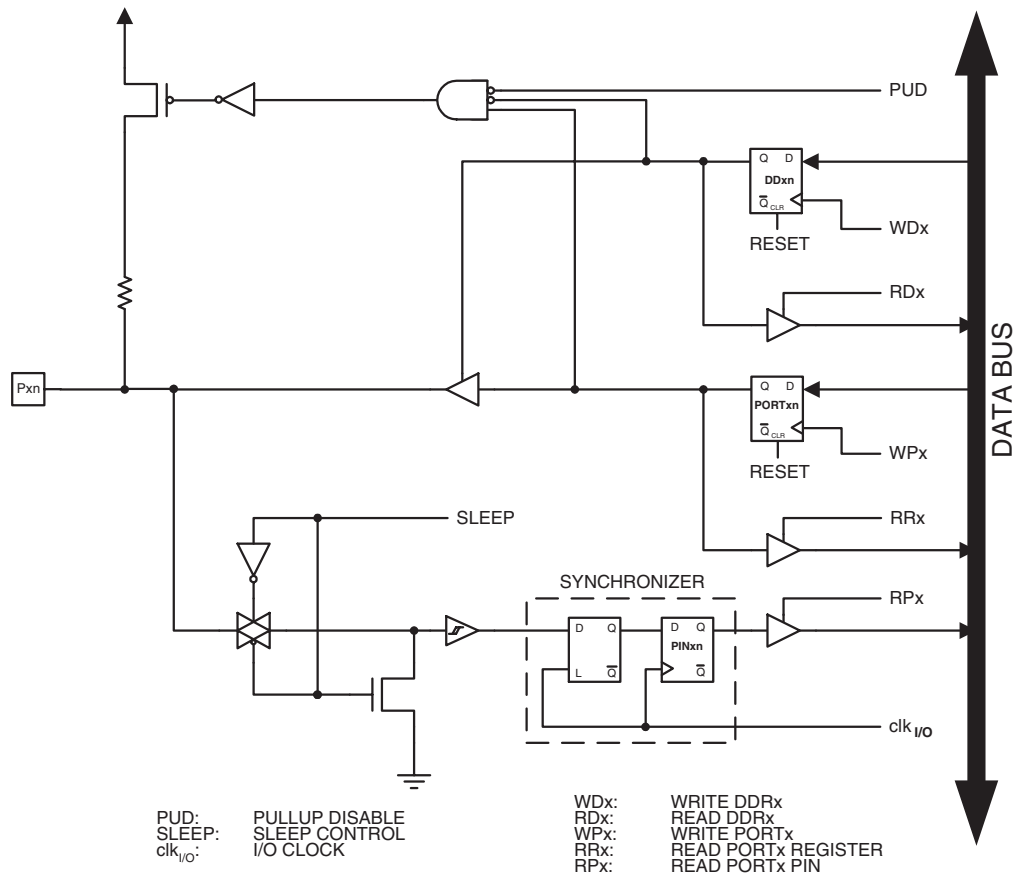 PUD
Q D
DDxn
Q CLR
WDx
RESET
RDx
Pxn
Q D
PORTxn
Q CLR
WPx
RESET
RRx
SLEEP
SYNCHRONIZER
RPx
D Q
D Q
PINxn
L Q
Q
clk I/O
DATA BUS
PUD: PULLUP DISABLE
SLEEP: SLEEP CONTROL
clkI/O: I/O CLOCK
WDx: WRITE DDRx
RDx: READ DDRx
WPx: WRITE PORTx
RRx: READ PORTx REGISTER
RPx: READ PORTx PIN